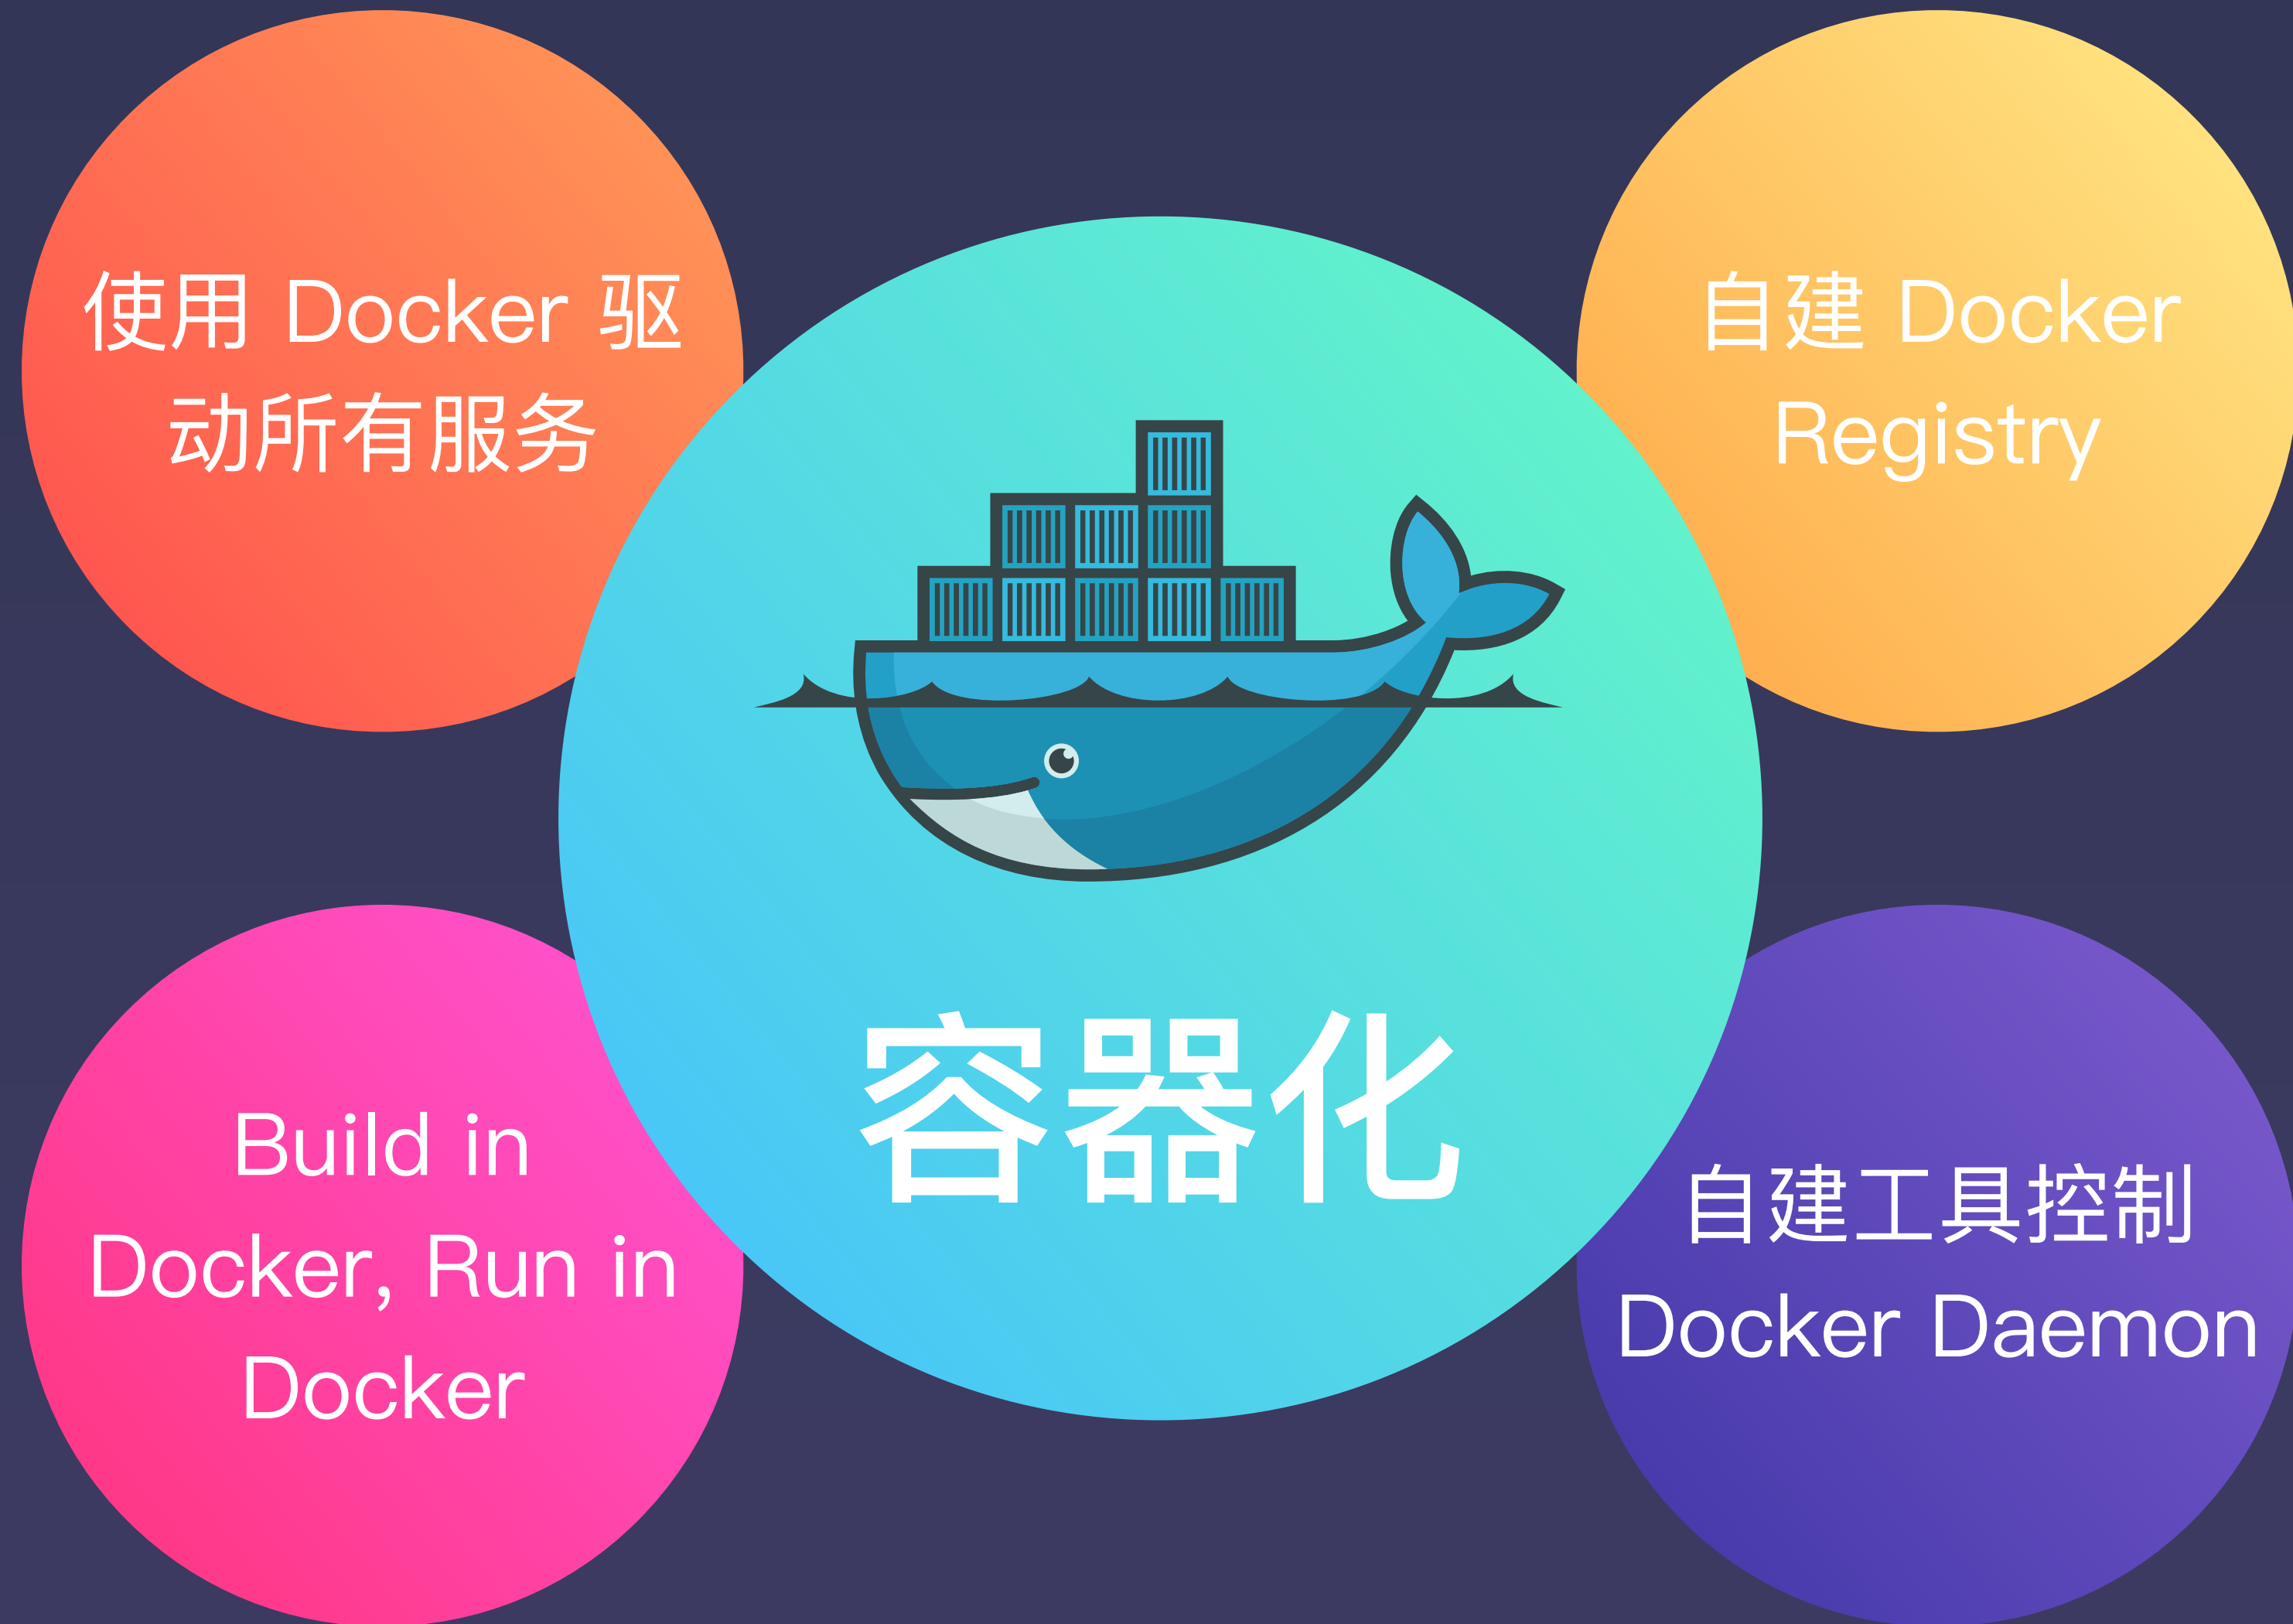 使用 Docker 驱
动所有服务
自建 Docker
Registry
容器化
Build in
Docker, Run in
Docker
自建工具控制
Docker Daemon